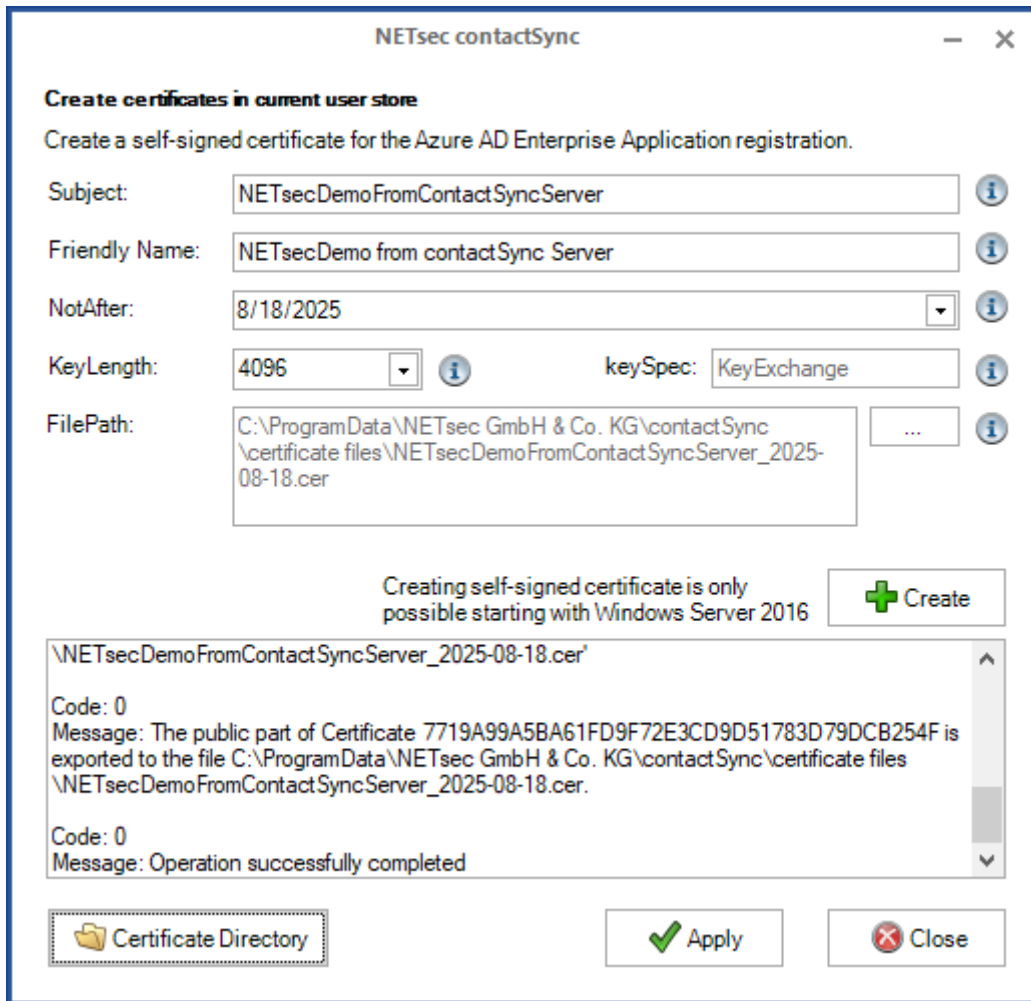 NETsec contactSync
Create certificates in current user store
Create a self-signed certificate for the Azure AD Enterprise Application registration.
Subject: NETsecDemoFromContactSyncServer
Friendly Name: NETsecDemo from contactSync Server
NotAfter: 8/18/2025
KeyLength: 4096 keySpec: KeyExchange
FilePath: C:\ProgramData\NETsec GmbH & Co. KG\contactSync ...
\certificate files\NETsecDemoFromContactSyncServer_2025-
08-18.cer
Creating self-signed certificate is only
possible starting with Windows Server 2016 Create
\NETsecDemoFromContactSyncServer_2025-08-18.cer'
Code: 0
Message: The public part of Certificate 7719A99A5BA61FD9F72E3CD9D51783D79DCB254F is
exported to the file C:\ProgramData\NETsec GmbH & Co. KG\contactSync\certificate files
\NETsecDemoFromContactSyncServer_2025-08-18.cer.
Code: 0
Message: Operation successfully completed
Certificate Directory Apply Close